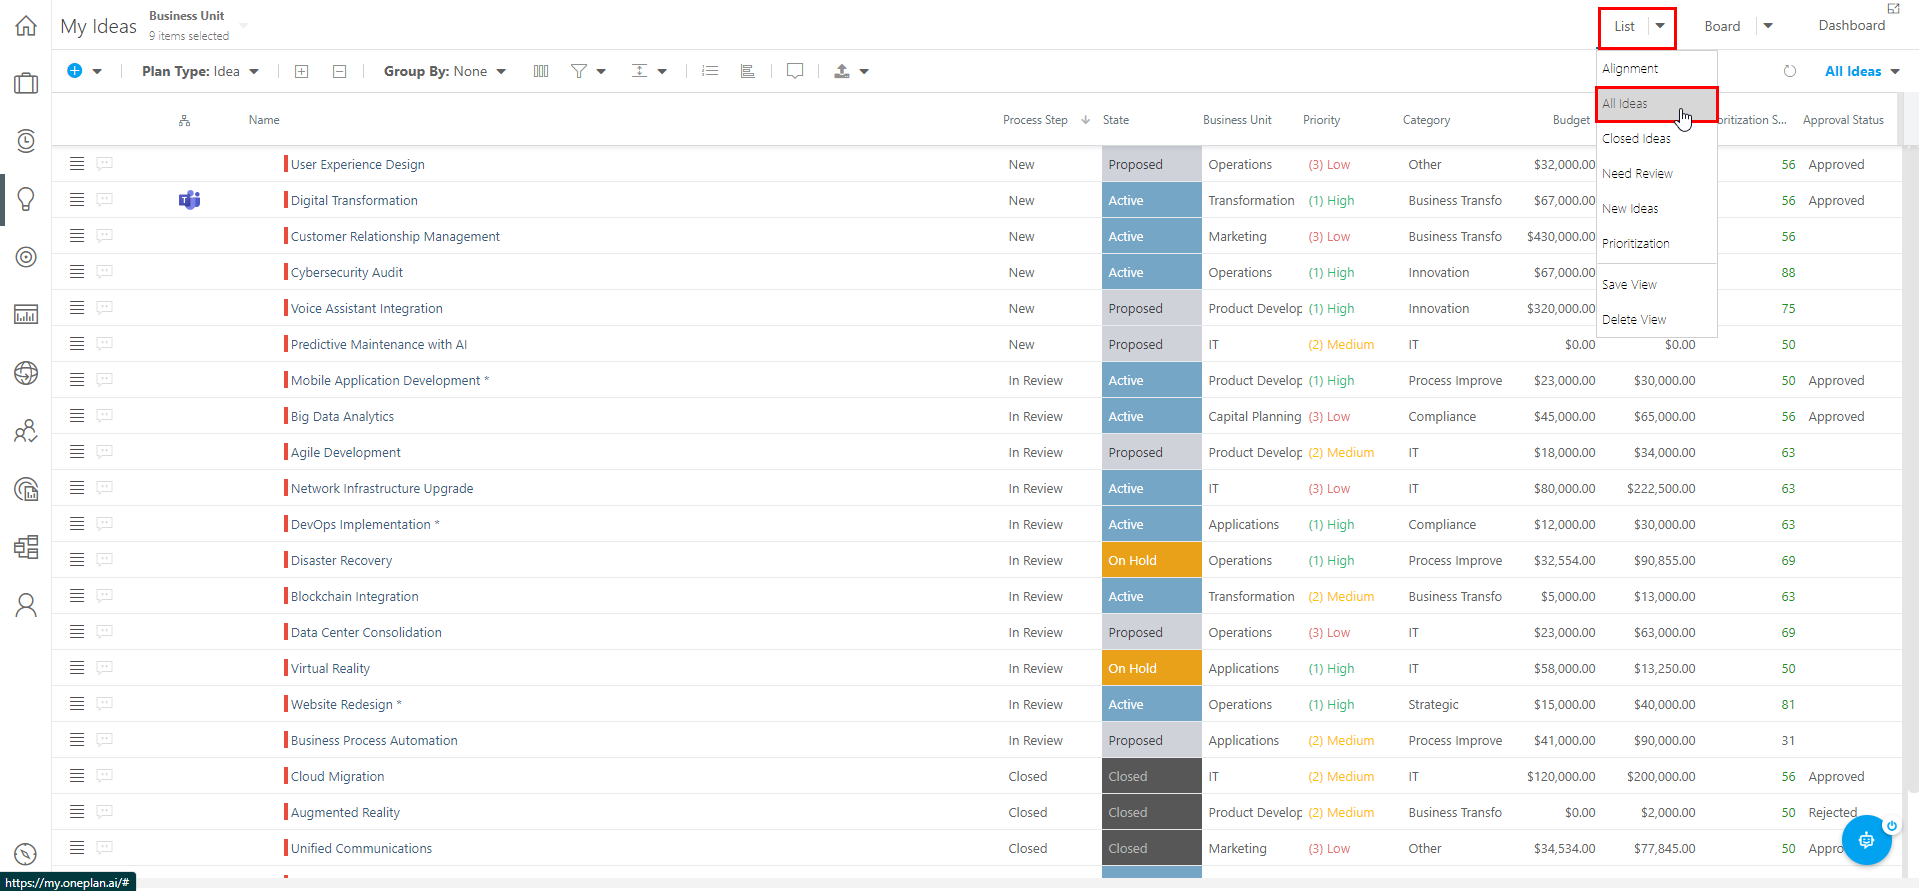 My Ideas
Business Unit
9 items selected
List
Board
Dashboard
Plan Type: Idea
Group By: None
All Ideas
Alignment
All Ideas
Closed Ideas
Need Review
New Ideas
Prioritization
Save View
Delete View
Name Process Step State Business Unit Priority Category Budget oritization S... Approval Status
User Experience Design New Proposed Operations (3) Low Other $32,000.00 56 Approved
Digital Transformation New Active Transformation (1) High Business Transfo $67,000.00 56 Approved
Customer Relationship Management New Active Marketing (3) Low Business Transfo $430,000.00 56
Cybersecurity Audit New Active Operations (1) High Innovation $67,000.00 88
Voice Assistant Integration New Proposed Product Develop (1) High Innovation $320,000.00 75
Predictive Maintenance with AI New Proposed IT (2) Medium IT $0.00 $0.00 50
Mobile Application Development * In Review Active Product Develop (1) High Process Improve $23,000.00 $30,000.00 50 Approved
Big Data Analytics In Review Active Capital Planning (3) Low Compliance $45,000.00 $65,000.00 56 Approved
Agile Development In Review Proposed Product Develop (2) Medium IT $18,000.00 $34,000.00 63
Network Infrastructure Upgrade In Review Active IT (3) Low IT $80,000.00 $222,500.00 63
DevOps Implementation * In Review Active Applications (1) High Compliance $12,000.00 $30,000.00 63
Disaster Recovery In Review On Hold Operations (1) High Process Improve $32,554.00 $90,855.00 69
Blockchain Integration In Review Active Transformation (2) Medium Business Transfo $5,000.00 $13,000.00 63
Data Center Consolidation In Review Proposed Operations (3) Low IT $23,000.00 $63,000.00 69
Virtual Reality In Review On Hold Applications (1) High IT $58,000.00 $13,250.00 50
Website Redesign * In Review Active Operations (1) High Strategic $15,000.00 $40,000.00 81
Business Process Automation In Review Proposed Applications (2) Medium Process Improve $41,000.00 $90,000.00 31
Cloud Migration Closed Closed IT (2) Medium IT $120,000.00 $200,000.00 56 Approved
Augmented Reality Closed Closed Product Develop (2) Medium Business Transfo $0.00 $2,000.00 50 Rejected
Unified Communications Closed Closed Marketing (3) Low Other $34,534.00 $77,845.00 50 Appro
https://my.oneplan.ai/#